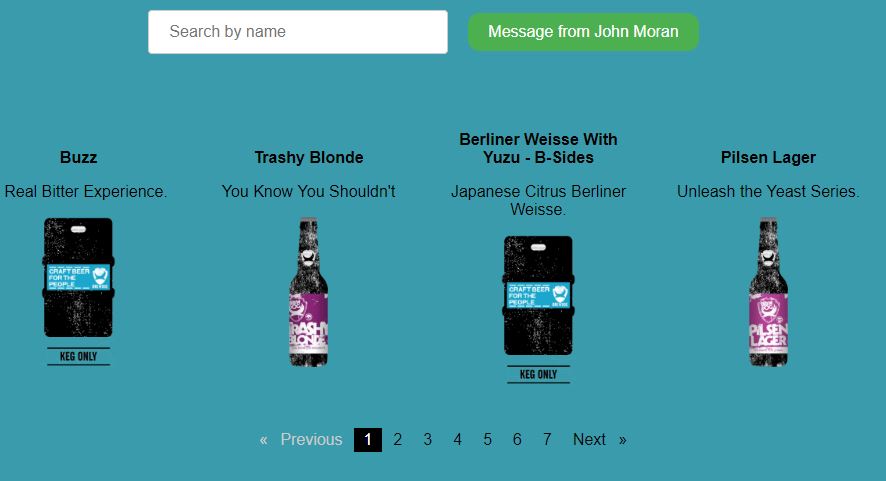 Search by name
Message from John Moran
Buzz
Real Bitter Experience.
KEG ONLY
Trashy Blonde
You Know You Shouldn't
TRASHY
BLONDE
Berliner Weisse With
Yuzu - B-Sides
Japanese Citrus Berliner
Weisse.
CRAFT BEER
FOR THE
PEOPLE
KEG ONLY
Pilsen Lager
Unleash the Yeast Series.
PILSEN
LAGER
CRAFT BEER
FOR THE
PEOPLE
« Previous 1 2 3 4 5 6 7 Next »